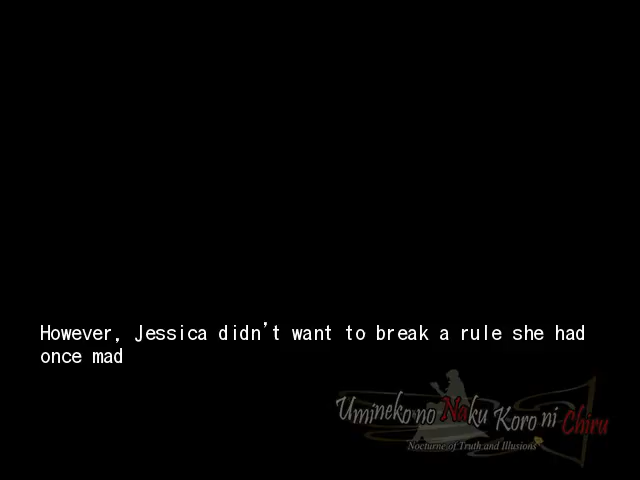 However, Jessica didn't want to break a rule she had
once mad
Umineko no Naku Koro ni Chiru
Nocturne of Truth and Illusions